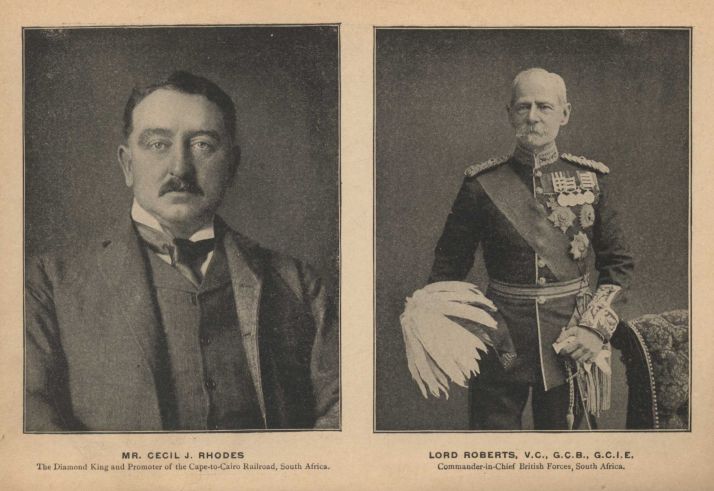 MR. CECIL J. RHODES
The Diamond King and Promoter of the Cape-to-Cairo Railroad, South Africa.
LORD ROBERTS, V.C., G.C.B., G.C.I.E.
Commander-in-Chief British Forces, South Africa.